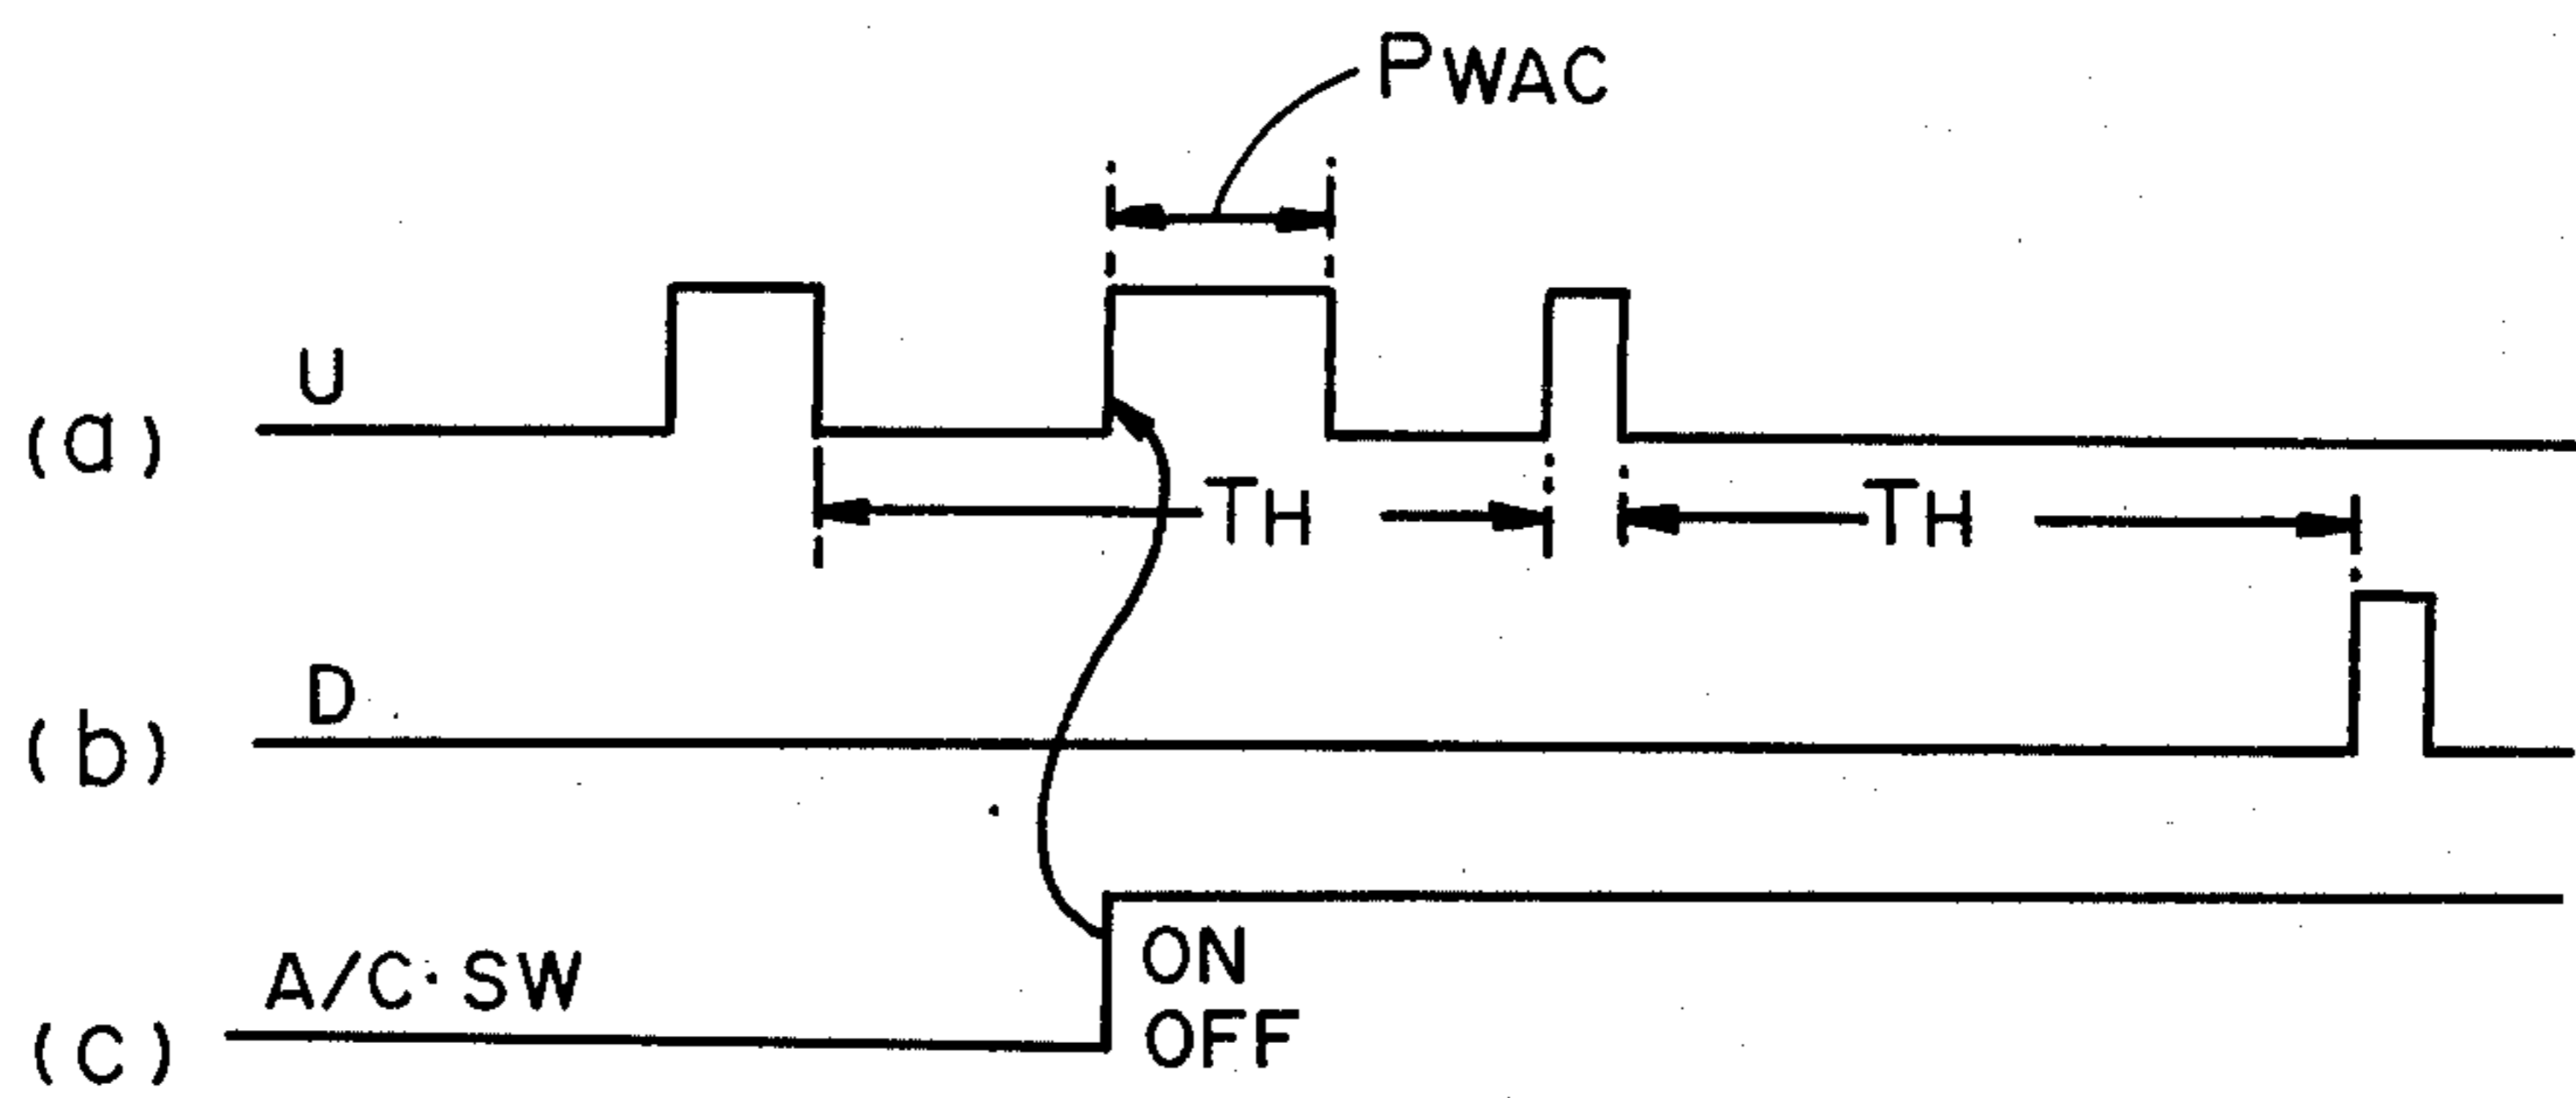 PWAC
U
(a)
TH TH
D
(b)
ON
A/C· SW
OFF
(c)